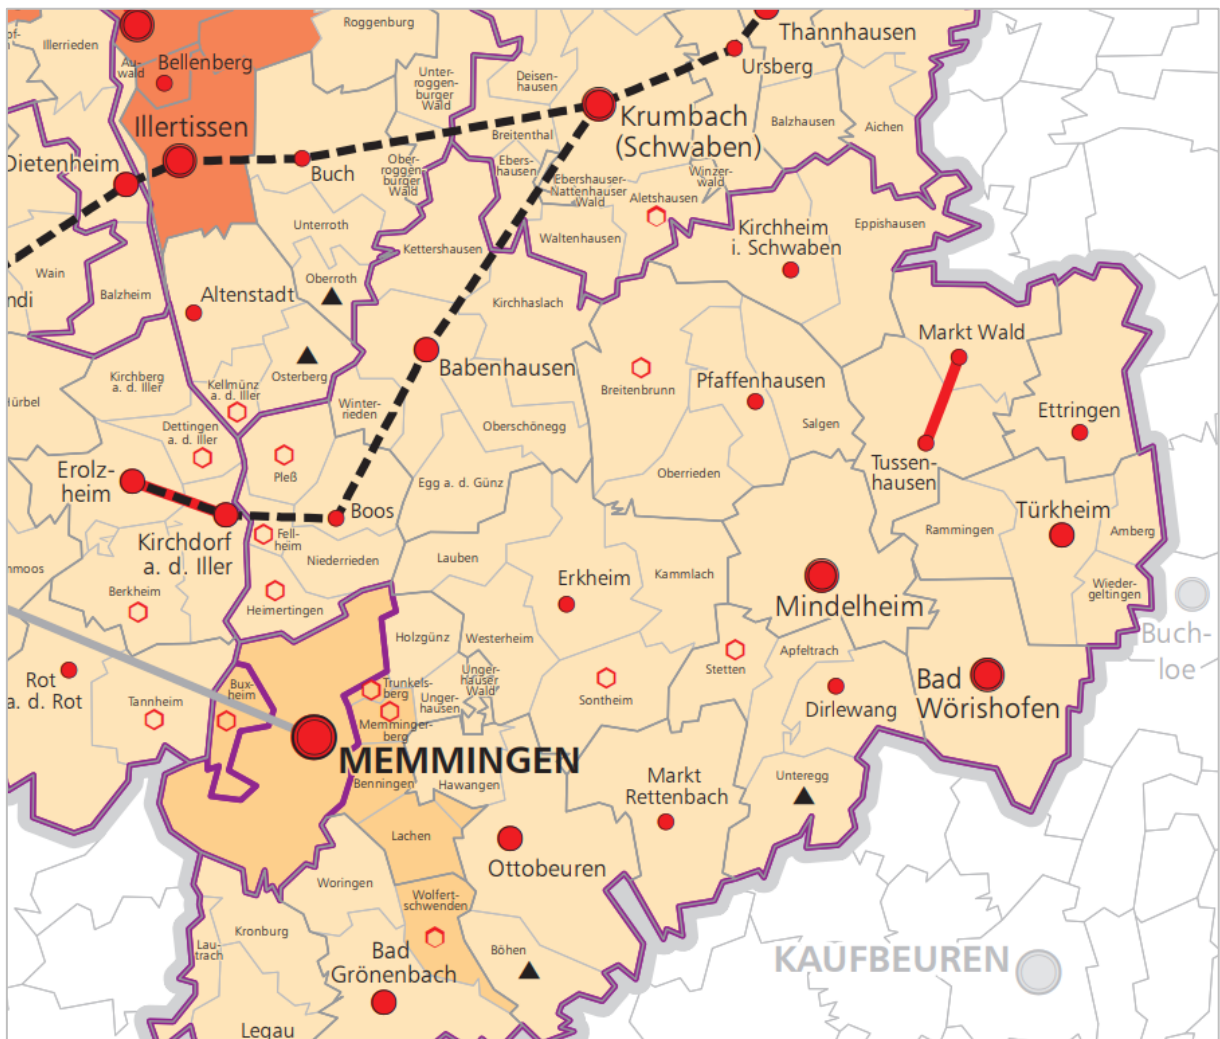 Roggenburg
Illerrieden
Thannhausen
Au-
wald
Bellenberg
Ursberg
Unter-
roggen-
burger
Wald
Deisen-
hausen
Krumbach
(Schwaben)
Balzhausen
Aichen
Illertissen
Breitenthal
Dietenheim
Buch
Ober-
roggen-
burger
Wald
Ebers-
hausen
Ebershauser-
Nattenhauser
Wald
Winzer-
wald
Aletshausen
Unterroth
Kettershausen
Waltenhausen
Kirchheim
i. Schwaben
Eppishausen
Wain
Balzheim
Altenstadt
Oberroth
Kirchhaslach
ndi
Markt Wald
Kirchberg
a. d. Iller
Kellmünz
a. d. Iller
Osterberg
Babenhausen
Breitenbrunn
Pfaffenhausen
Winter-
rieden
Ettringen
Dettingen
a. d. Iller
Oberschönegg
Salgen
Erolz-
heim
Pleß
Egg a. d. Günz
Oberrieden
Tussen-
hausen
Boos
Türkheim
Kirchdorf
a. d. Iller
Fell-
heim
Niederrieden
Lauben
Rammingen
Amberg
Erkheim
Kammlach
nmoos
Berkheim
Heimertingen
Mindelheim
Wieder-
geltingen
Holzgünz
Westerheim
Buch-
loe
Rot
a. d. Rot
Tannheim
Bux-
heim
Trunkels-
berg
Memminger-
berg
Unger-
hausen
Unger-
hauser
Wald
Sontheim
Stetten
Apfeltrach
Dirlewang
Bad
Wörishofen
MEMMINGEN
Benningen
Hawangen
Markt
Rettenbach
Unteregg
Lachen
Ottobeuren
Woringen
Wolfert-
schwenden
Kronburg
Lau-
trach
Bad
Grönenbach
Böhen
KAUFBEUREN
Legau